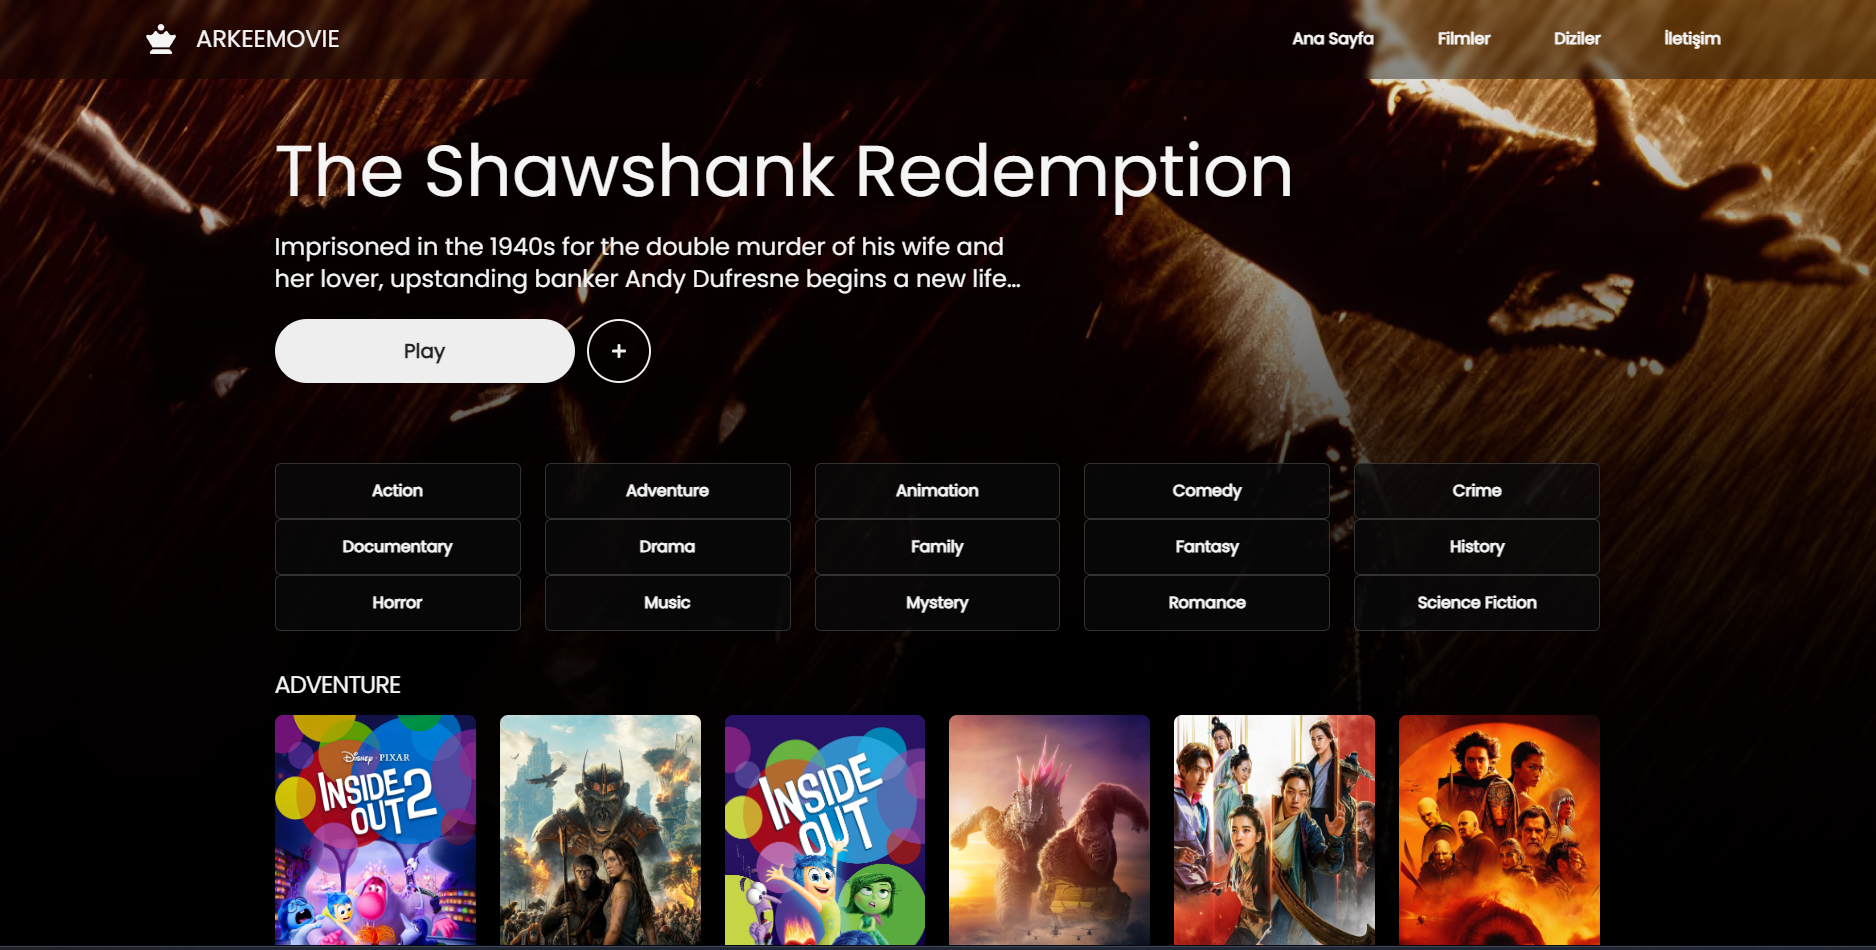 ARKEEMOVIE
Ana Sayfa
Filmler
Diziler
İletişim
The Shawshank Redemption
Imprisoned in the 1940s for the double murder of his wife and
her lover, upstanding banker Andy Dufresne begins a new life...
Play
+
Action
Adventure
Animation
Comedy
Crime
Documentary
Drama
Family
Fantasy
History
Horror
Music
Mystery
Romance
Science Fiction
ADVENTURE
Disney · PIXAR
INSIDE
OUT 2
INSIDE
OUT